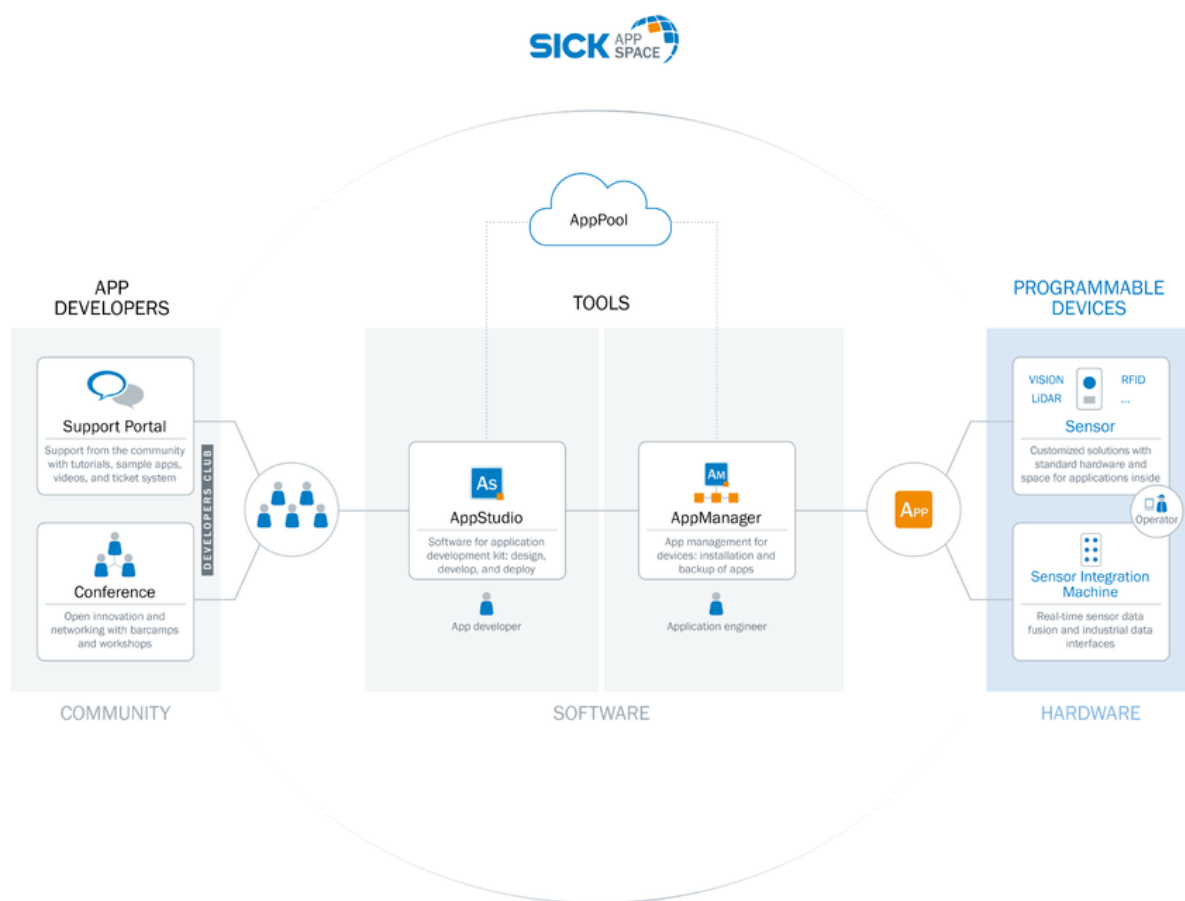 SICK APP
SPACE
AppPool
APP
DEVELOPERS
Support Portal
Support from the community
with tutorials, sample apps,
videos, and ticket system
Conference
Open innovation and
networking with barcamps
and workshops
DEVELOPERS CLUB
COMMUNITY
TOOLS
As
AppStudio
Software for application
development kit: design,
develop, and deploy
App developer
AM
AppManager
App management for
devices: installation and
backup of apps
Application engineer
SOFTWARE
APP
PROGRAMMABLE
DEVICES
VISION RFID
LiDAR ...
Sensor
Customized solutions with
standard hardware and
space for applications inside
Operator
Sensor Integration
Machine
Real-time sensor data
fusion and industrial data
interfaces
HARDWARE